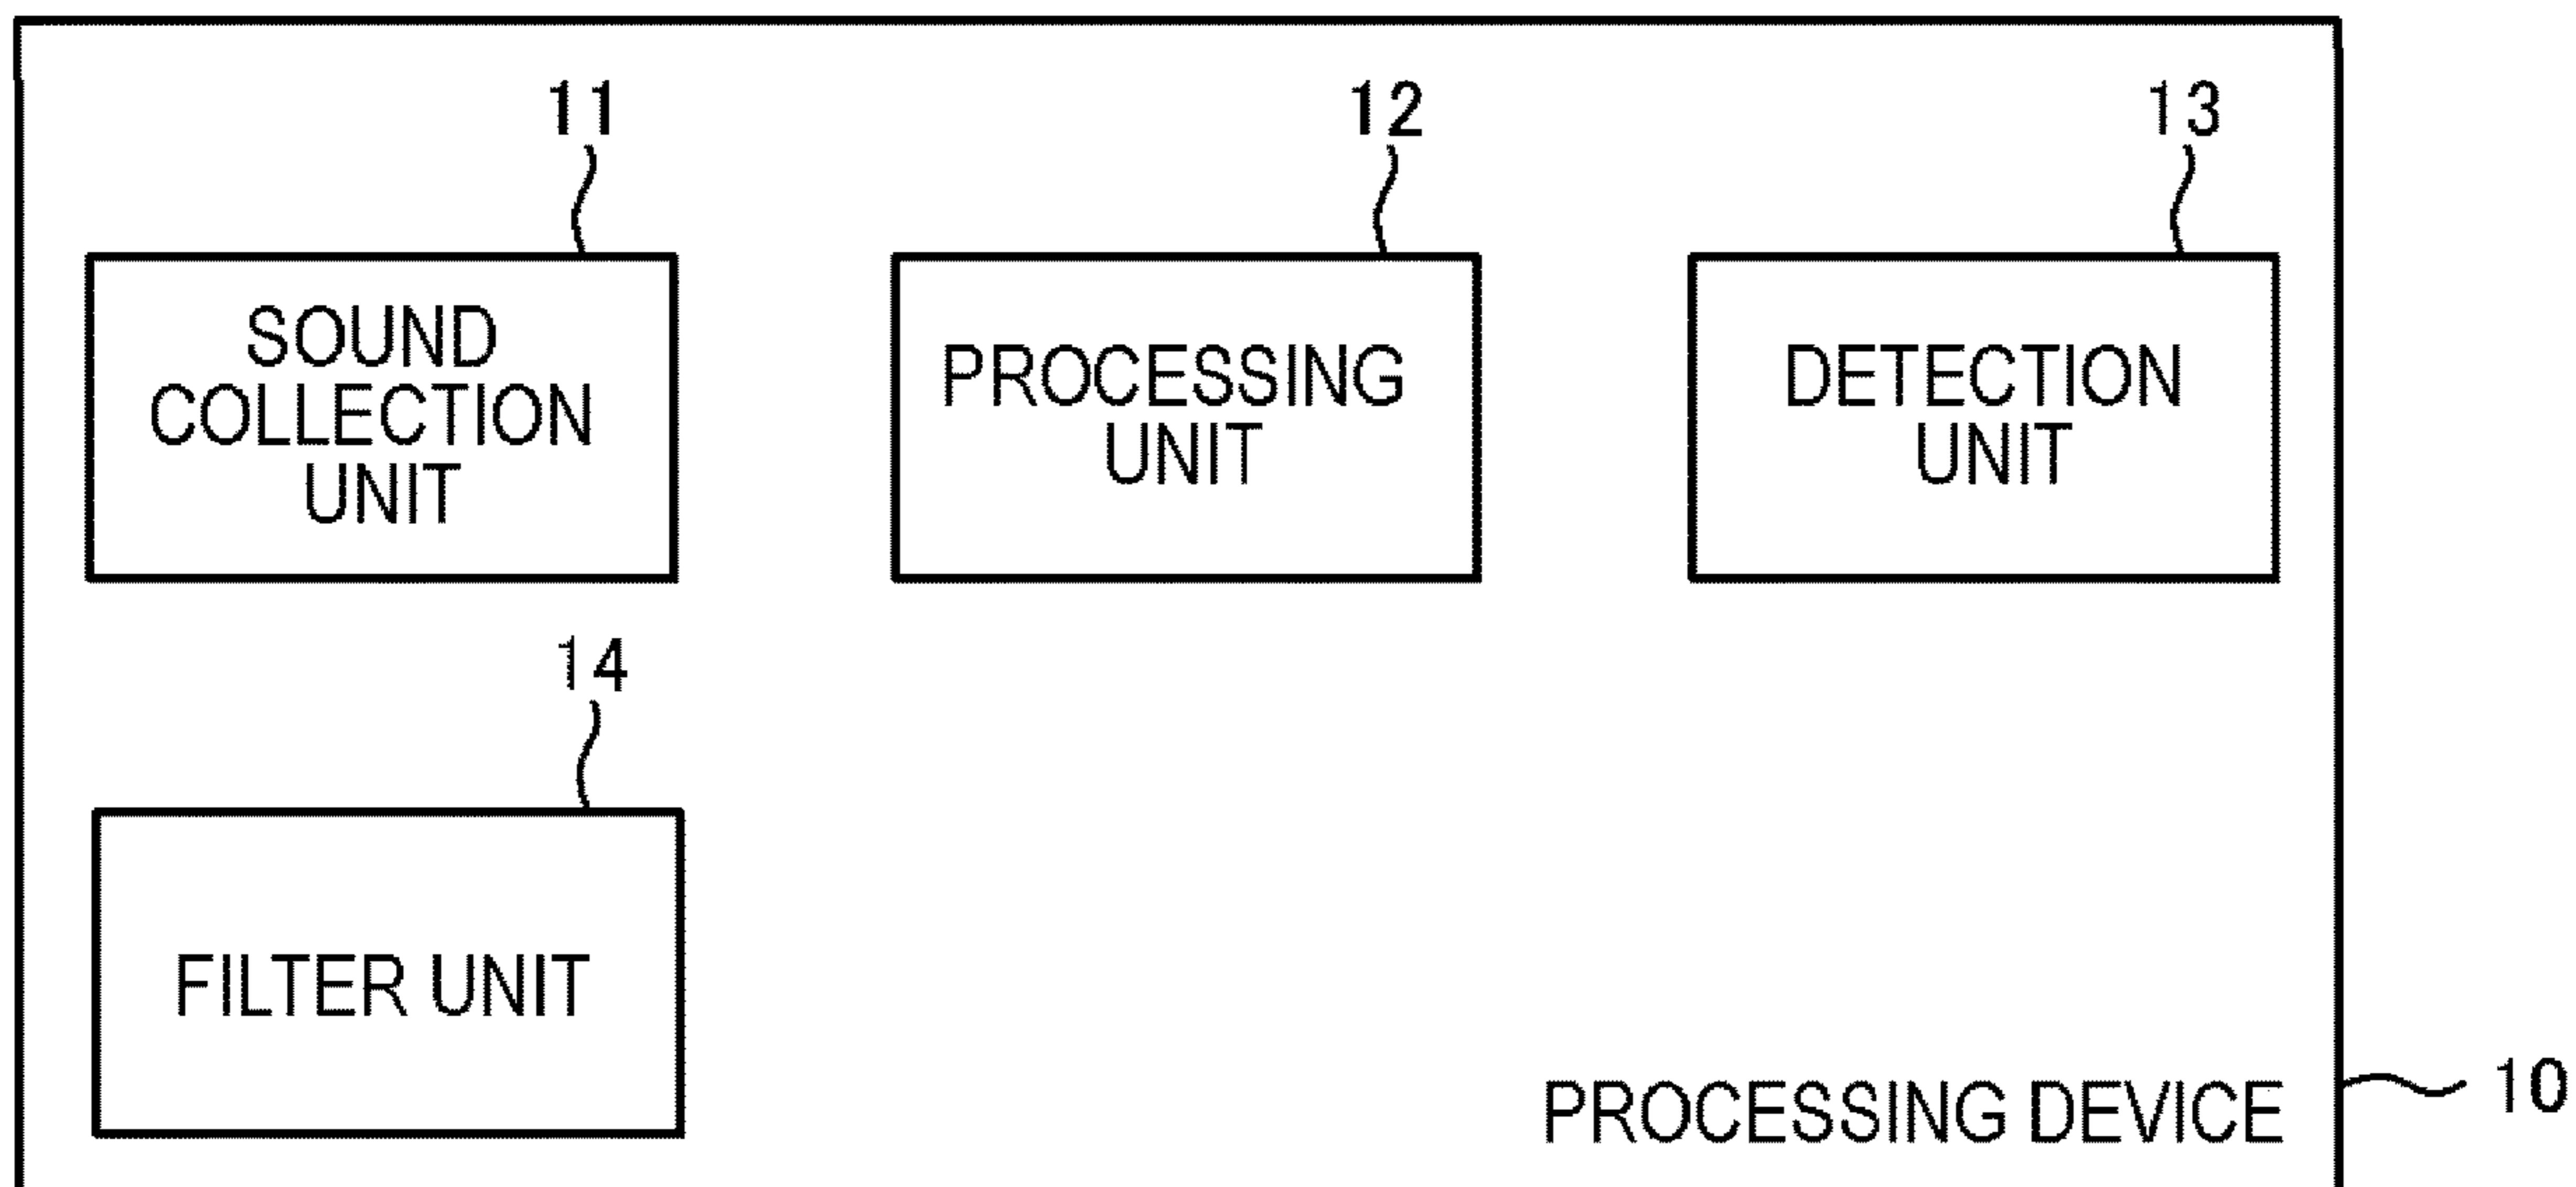 11
12
13
SOUND
COLLECTION
UNIT
PROCESSING
UNIT
DETECTION
UNIT
14
FILTER UNIT
PROCESSING DEVICE
10